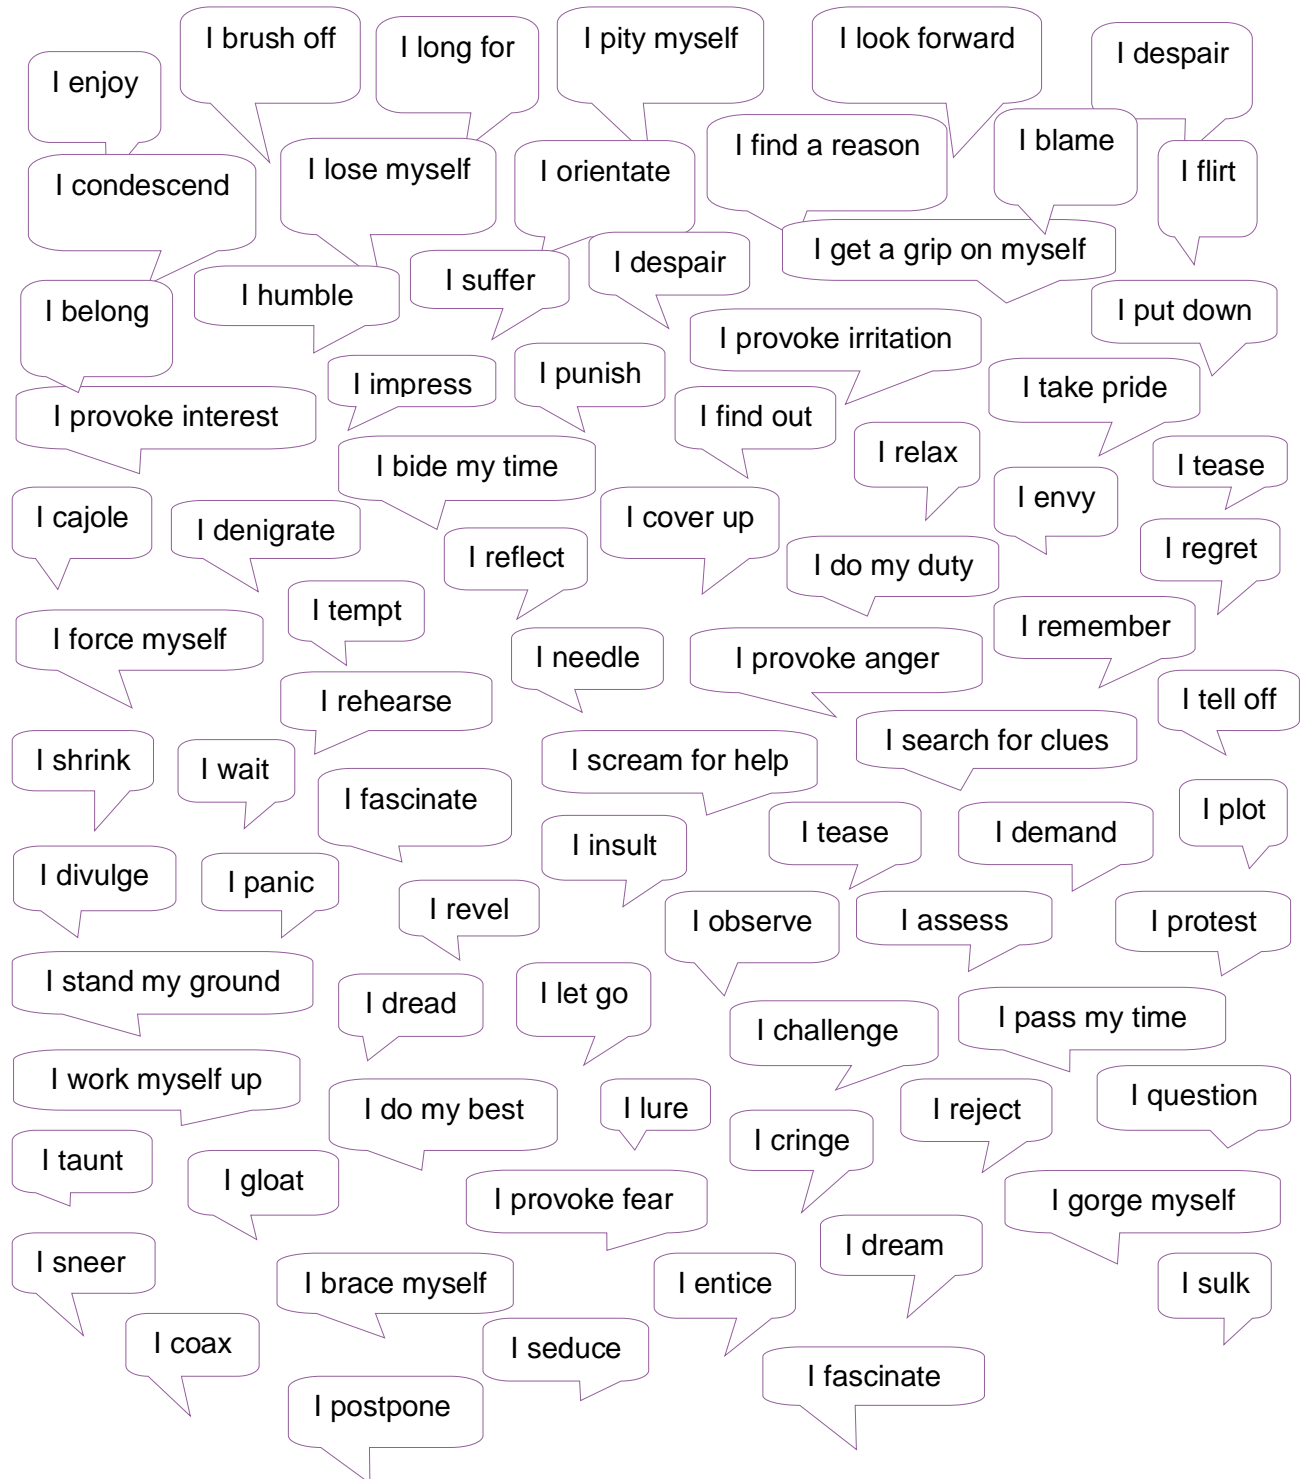 I brush off
I long for
I pity myself
I look forward
I despair
I enjoy
I find a reason
I blame
I condescend
I lose myself
I orientate
I flirt
I get a grip on myself
I despair
I suffer
I humble
I belong
I put down
I provoke irritation
I impress
I punish
I take pride
I provoke interest
I find out
I relax
I bide my time
I tease
I envy
I cajole
I denigrate
I cover up
I reflect
I do my duty
I regret
I tempt
I force myself
I remember
I needle
I provoke anger
I rehearse
I tell off
I shrink
I wait
I scream for help
I search for clues
I fascinate
I plot
I insult
I tease
I demand
I divulge
I panic
I revel
I observe
I assess
I protest
I stand my ground
I dread
I let go
I challenge
I pass my time
I work myself up
I do my best
I lure
I reject
I question
I taunt
I gloat
I cringe
I provoke fear
I gorge myself
I sneer
I brace myself
I entice
I dream
I sulk
I coax
I seduce
I fascinate
I postpone